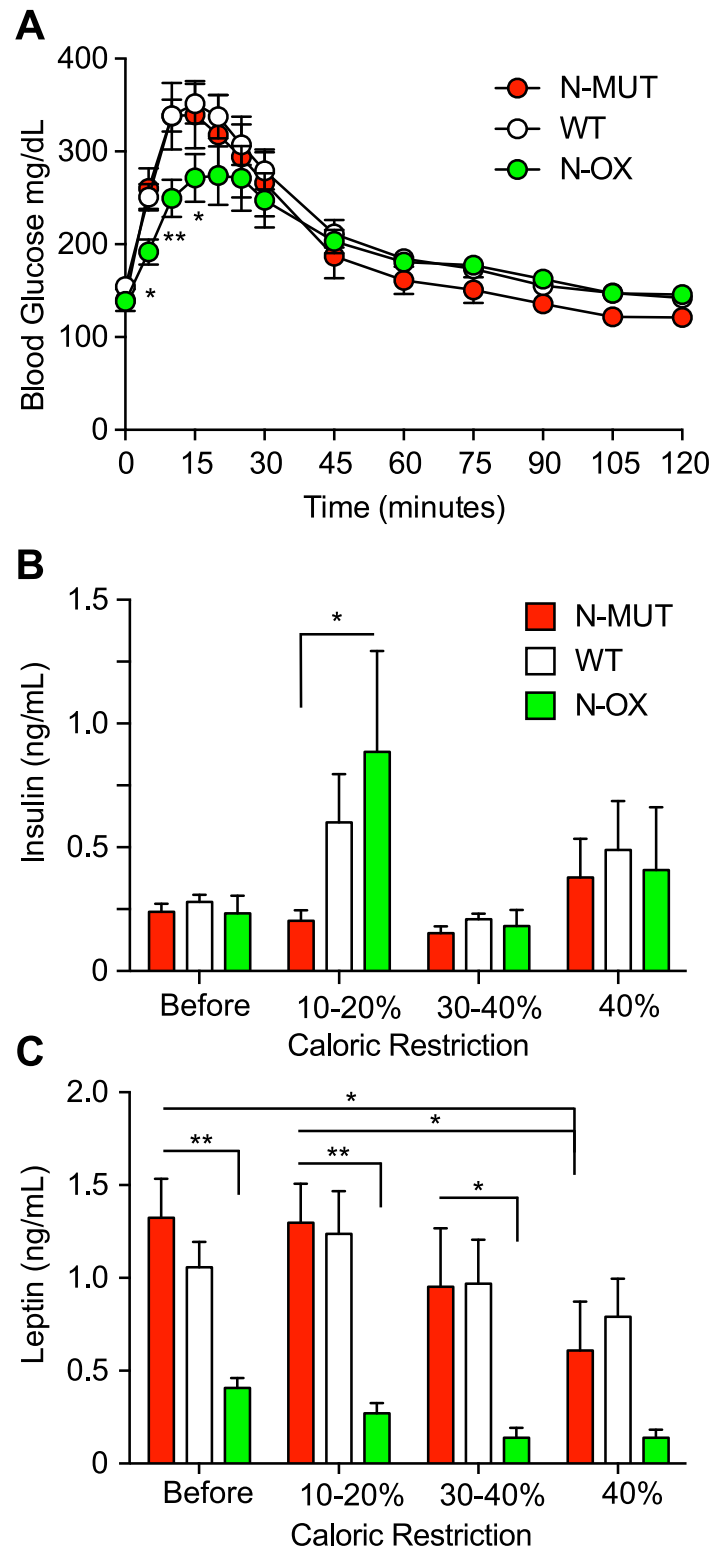 A
400
300
200
100
0
Blood Glucose mg/dL
N-MUT
WT
N-OX
*
**
*
0 15 30 45 60 75 90 105 120
Time (minutes)
B
1.5
1.0
0.5
0
Insulin (ng/mL)
*
N-MUT
WT
N-OX
Before 10-20% 30-40% 40%
Caloric Restriction
C
2.0
1.5
1.0
0.5
0
Leptin (ng/mL)
*
*
**
**
*
Before 10-20% 30-40% 40%
Caloric Restriction